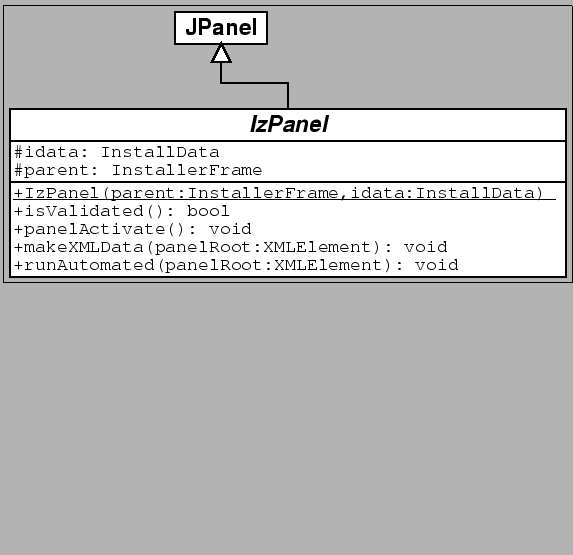 JPanel
IzPanel
#idata: InstallData
#parent: InstallerFrame
+IzPanel(parent:InstallerFrame,idata:InstallData)
+isValidated(): bool
+panelActivate(): void
+makeXMLData(panelRoot:XMLElement): void
+runAutomated(panelRoot:XMLElement): void